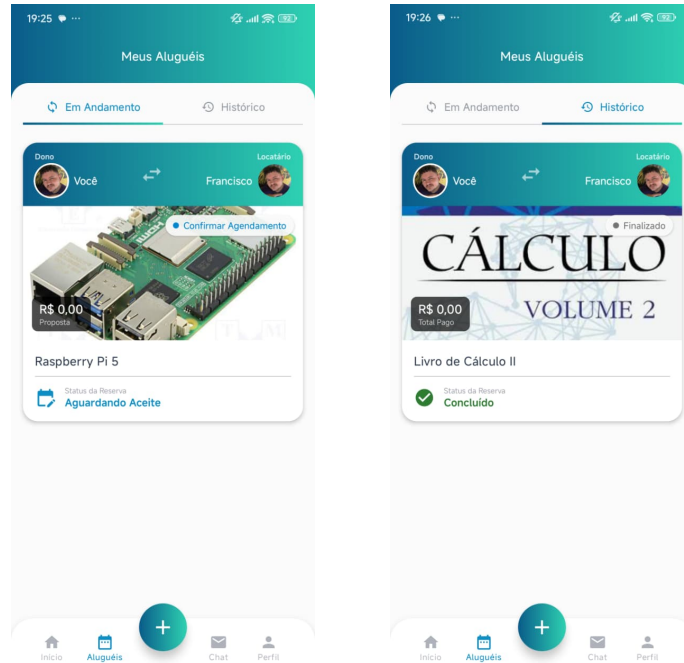 19:25
92
Meus Aluguéis
Em Andamento
Histórico
Dono
Locatário
Você
Francisco
Confirmar Agendamento
R$ 0,00
Proposta
Raspberry Pi 5
Status da Reserva
Aguardando Aceite
+
Início
Aluguéis
Chat
Perfil
19:26
92
Meus Aluguéis
Em Andamento
Histórico
Dono
Locatário
Você
Francisco
Finalizado
CÁLCULO
VOLUME 2
R$ 0,00
Total Pago
Livro de Cálculo II
Status da Reserva
Concluído
+
Início
Aluguéis
Chat
Perfil